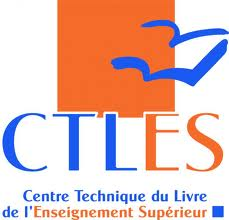 CTLES
Centre Technique du Livre
de l'Enseignement Supérieur